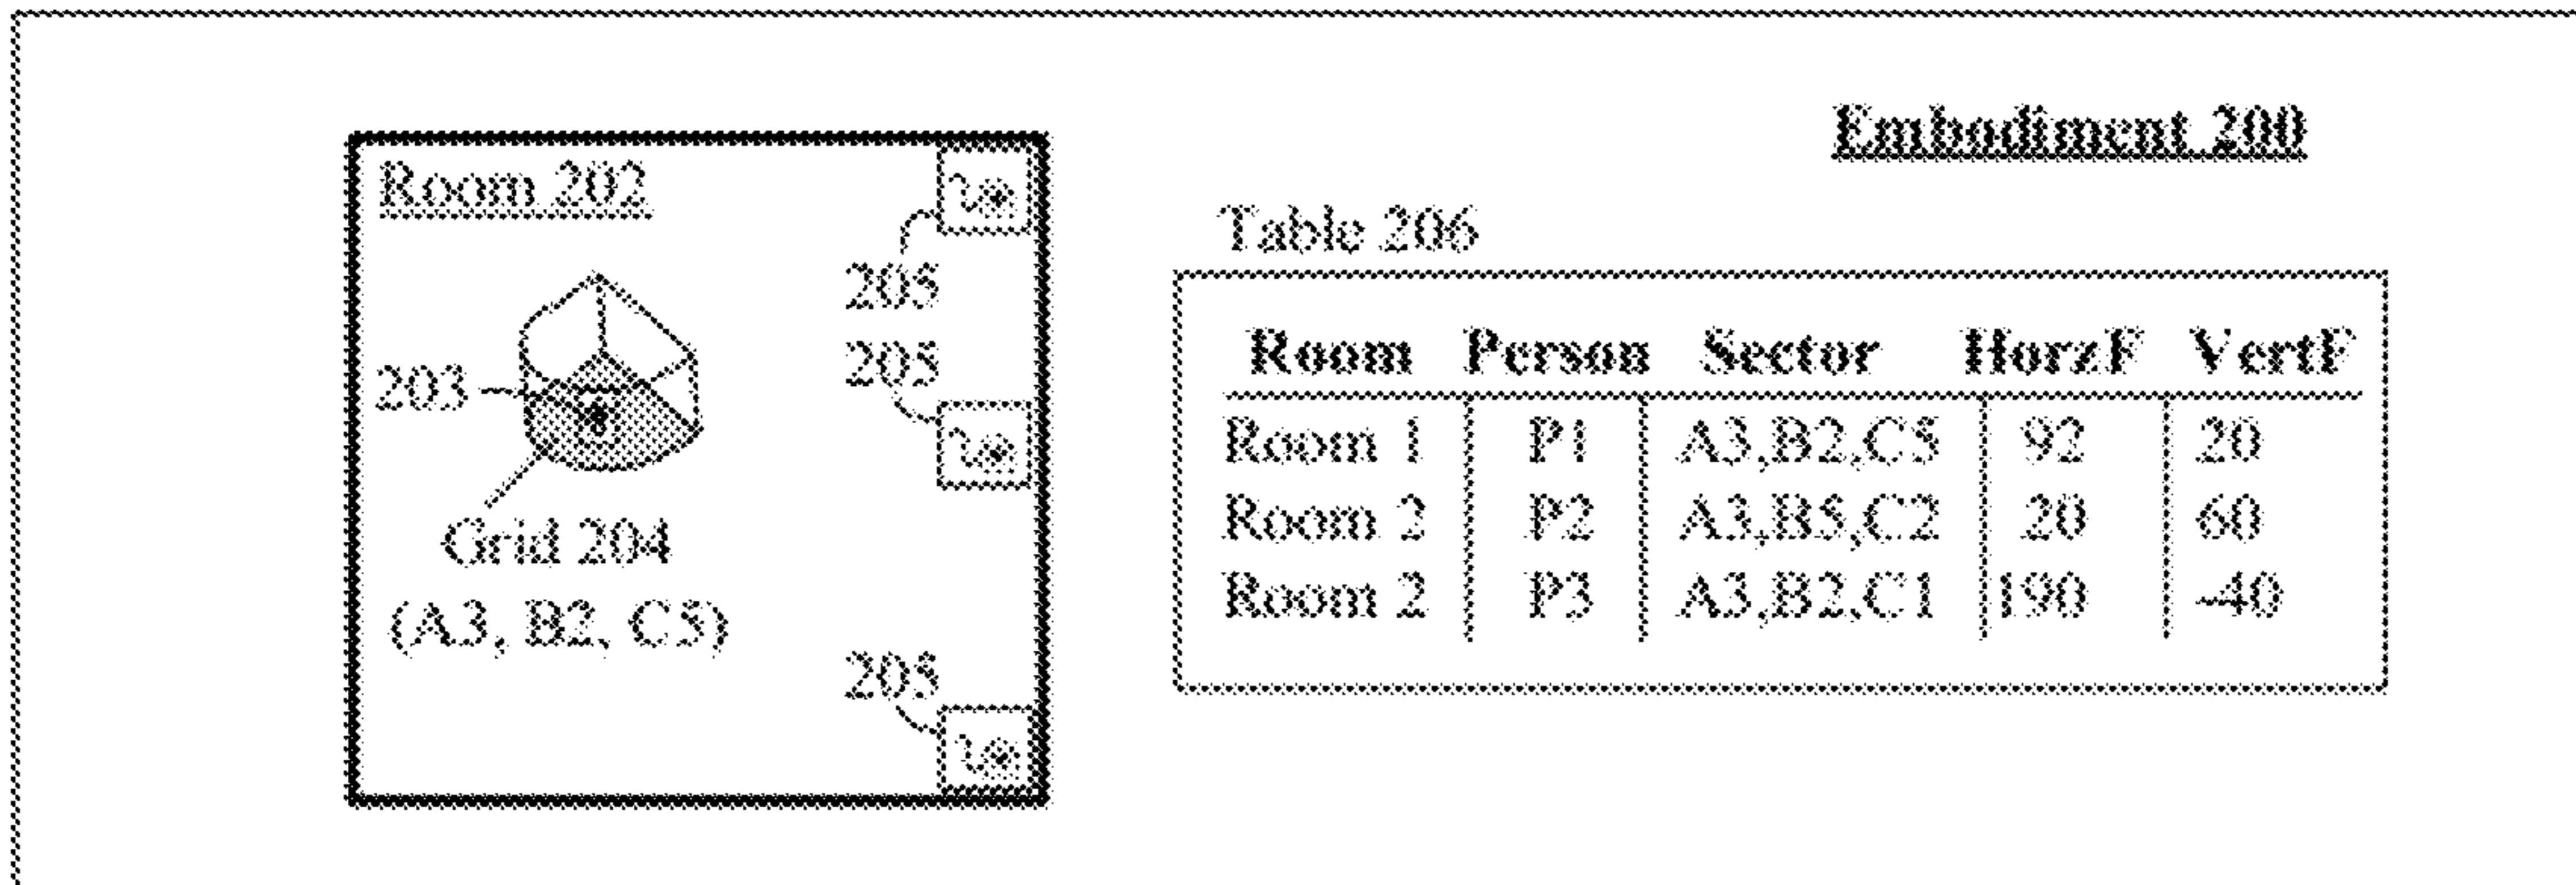 Embodiment 200
Room 202
205
205
203
Grid 204
(A3, B2, C5)
205
Table 206
Room Person Sector HorzF VertF
Room 1 P1 A3,B2,C5 92 20
Room 2 P2 A3,B5,C2 20 60
Room 2 P3 A3,B2,C1 190 -40